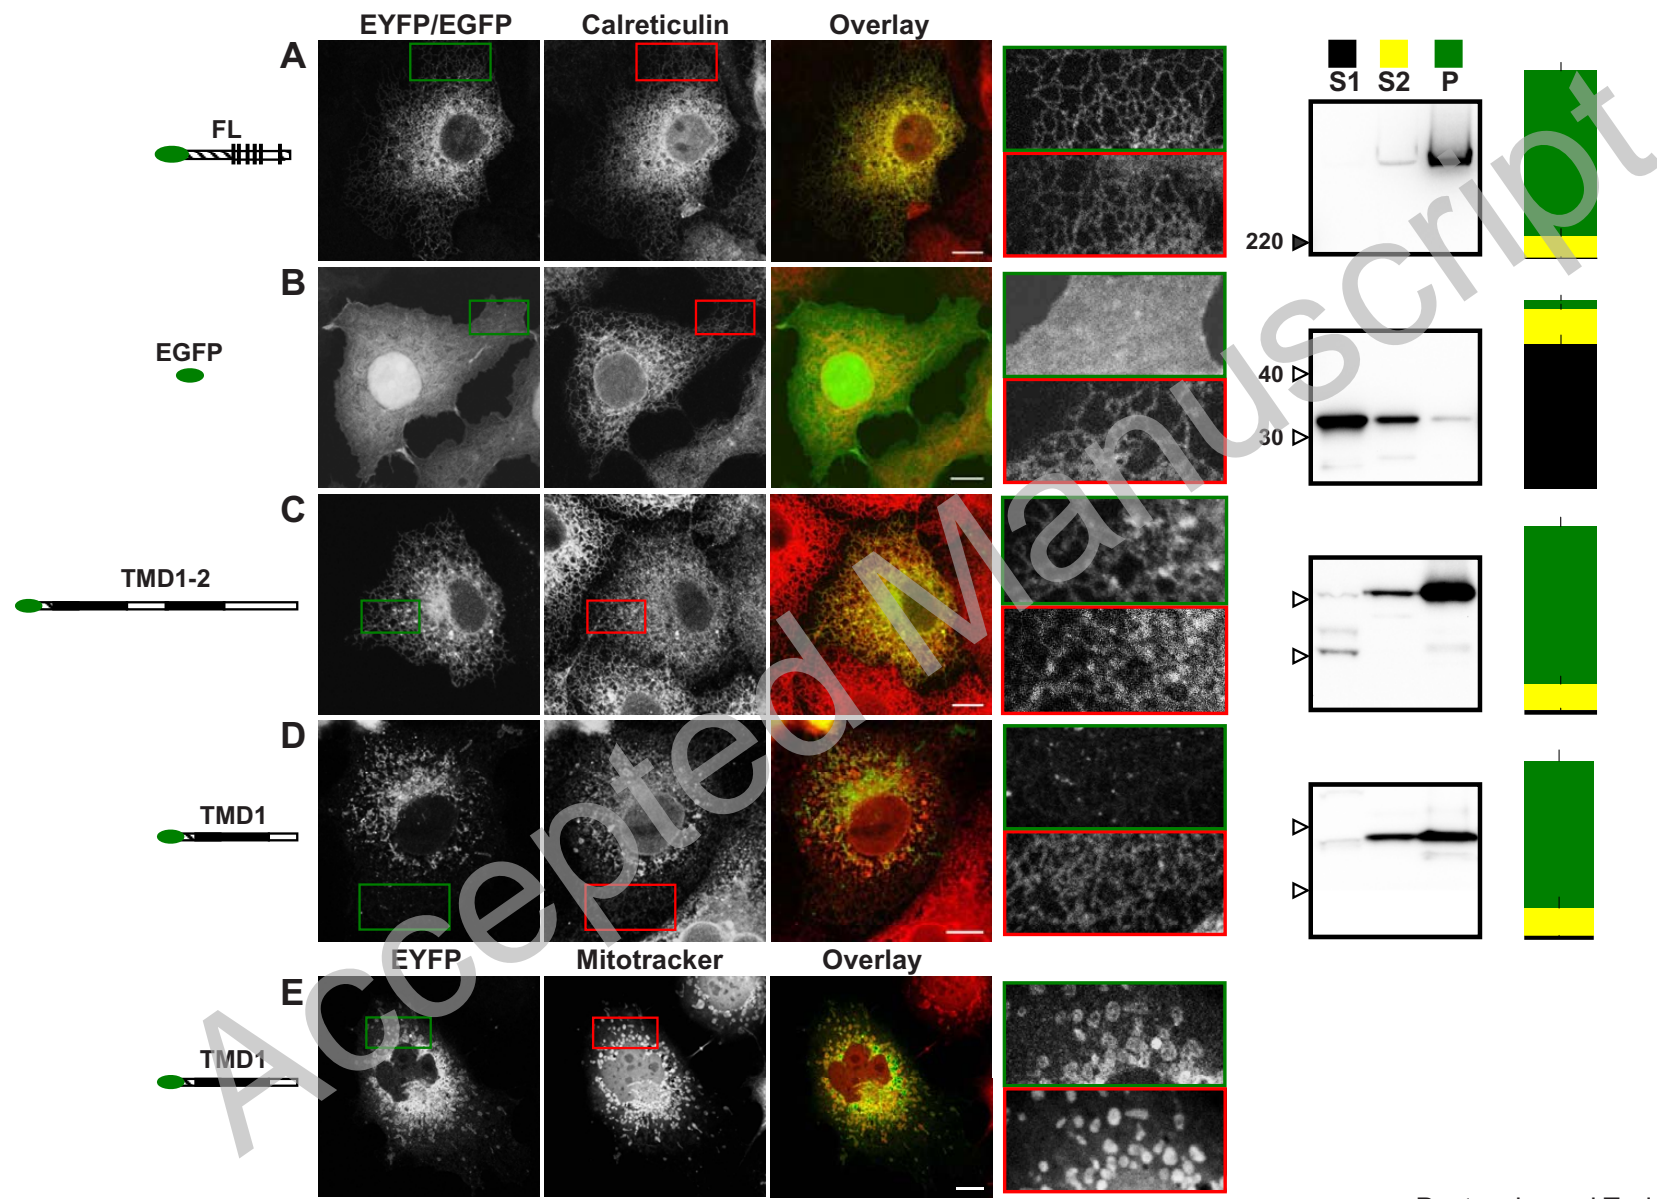 EYFP/EGFP Calreticulin Overlay
A
FL
S1 S2 P
220
B
EGFP
40
30
C
TMD1-2
D
TMD1
EYFP Mitotracker Overlay
E
TMD1
Accepted Manuscript